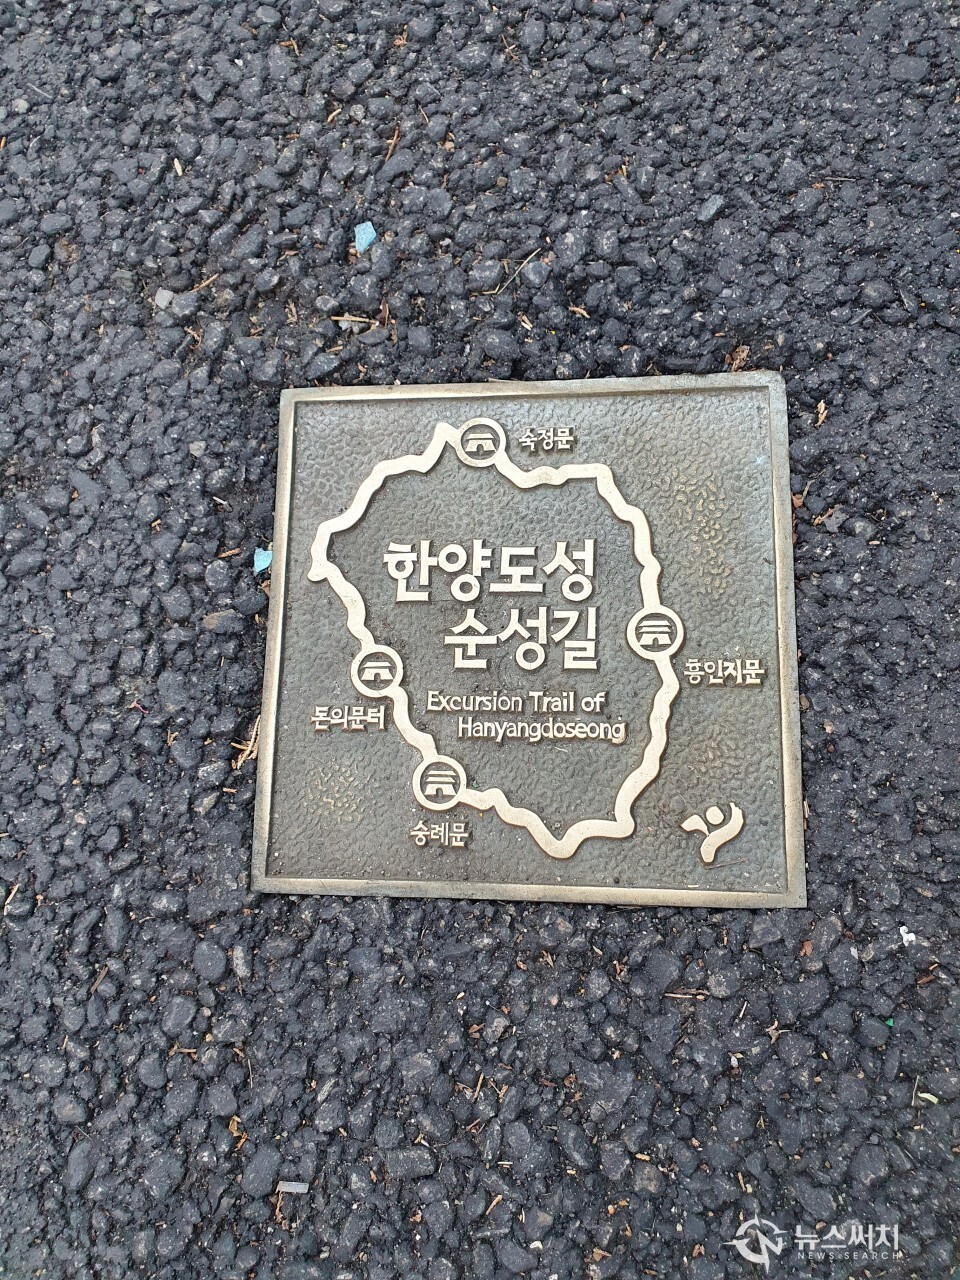 숙정문
한양도성
순성길
흥인지문
Excursion Trail of
Hanyangdoseong
돈의문터
숭례문
뉴스써치
NEWS SEARCH